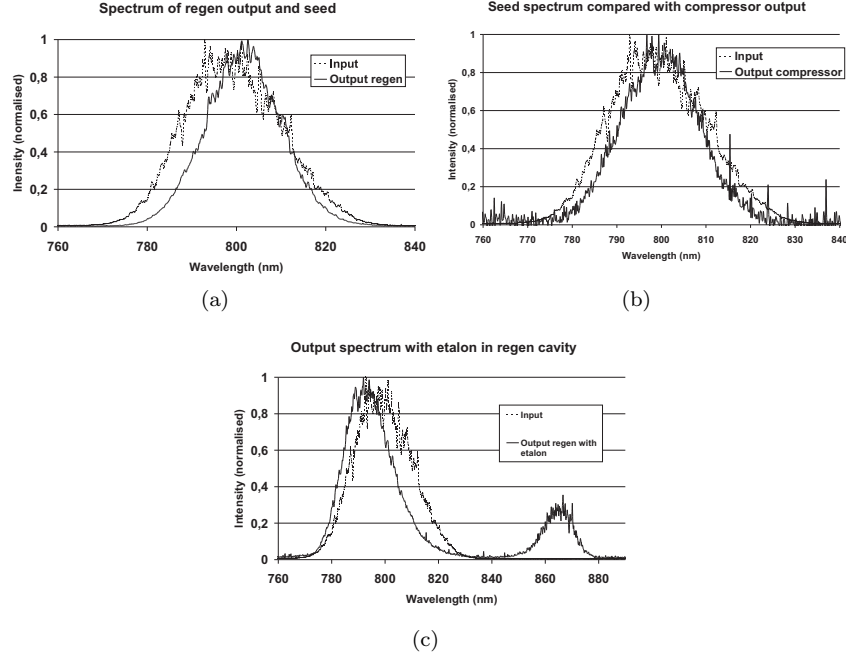 Spectrum of regen output and seed
Inensity (normalised)
1
0,8
0,6
0,4
0,2
0
760 780 800 820 840
Wavelength (nm)
Input
Output regen
(a)
Seed spectrum compared with compressor output
Intensity (normalised)
1
0,8
0,6
0,4
0,2
0
760 770 780 790 800 810 820 830 840
Wavelength (nm)
Input
Output compressor
(b)
Output spectrum with etalon in regen cavity
Intensity (normalised)
1
0,8
0,6
0,4
0,2
0
760 780 800 820 840 860 880
Wavelength (nm)
Input
Output regen with
etalon
(c)